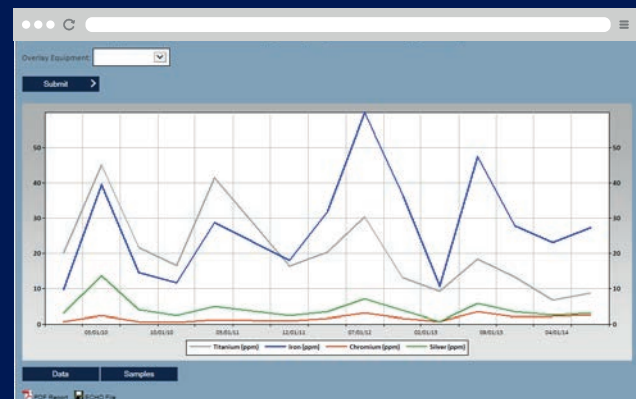 Overlay Equipment:
Submit
50 50
40 40
30 30
20 20
10 10
0 0
05/01/10 10/01/10 05/01/11 12/01/11 07/01/12 02/01/13 09/01/13 04/01/14
Titanium (ppm) Iron (ppm) Chromium (ppm) Silver (ppm)
Data Samples
PDF Report ECHO File